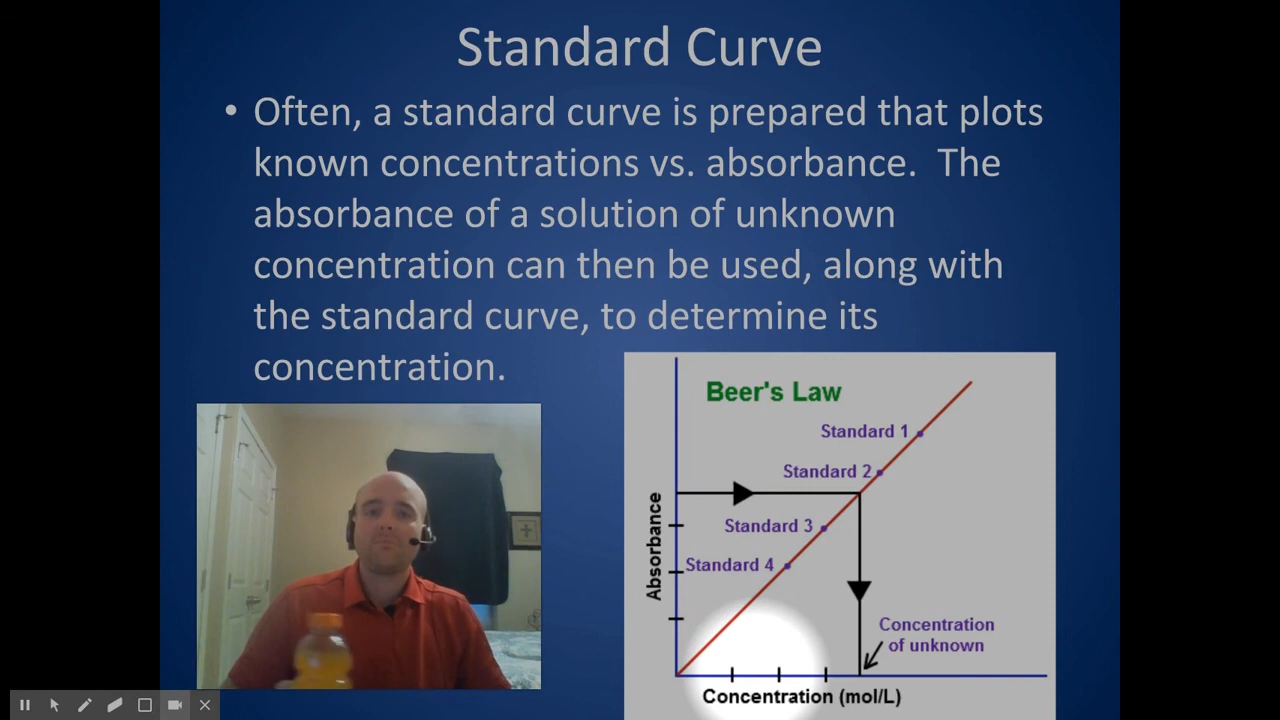 Standard Curve
• Often, a standard curve is prepared that plots
known concentrations vs. absorbance.  The
absorbance of a solution of unknown
concentration can then be used, along with
the standard curve, to determine its
concentration.
Beer's Law
Standard 1
Standard 2
Standard 3
Standard 4
Absorbance
Concentration
of unknown
Concentration (mol/L)